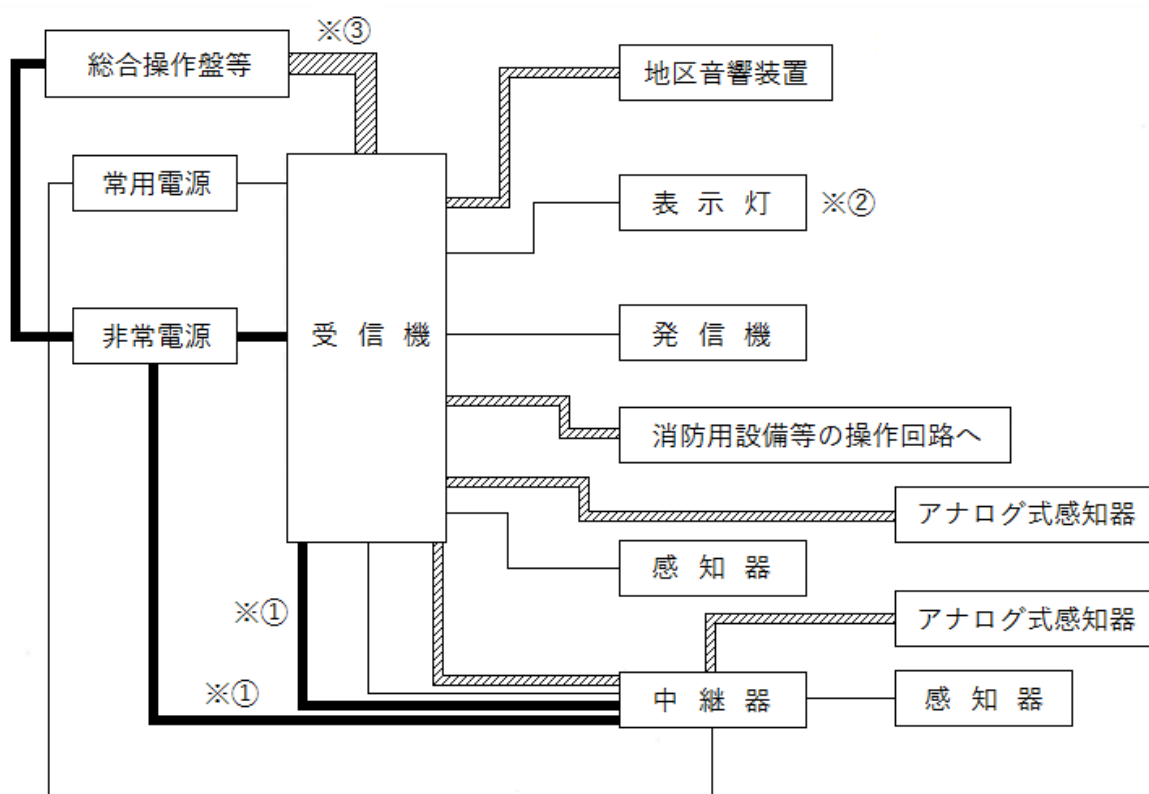 ※③
総合操作盤等
地区音響装置
常用電源
表示灯
※②
非常電源
受信機
発信機
消防用設備等の操作回路へ
アナログ式感知器
感知器
※①
アナログ式感知器
※①
中継器
感知器